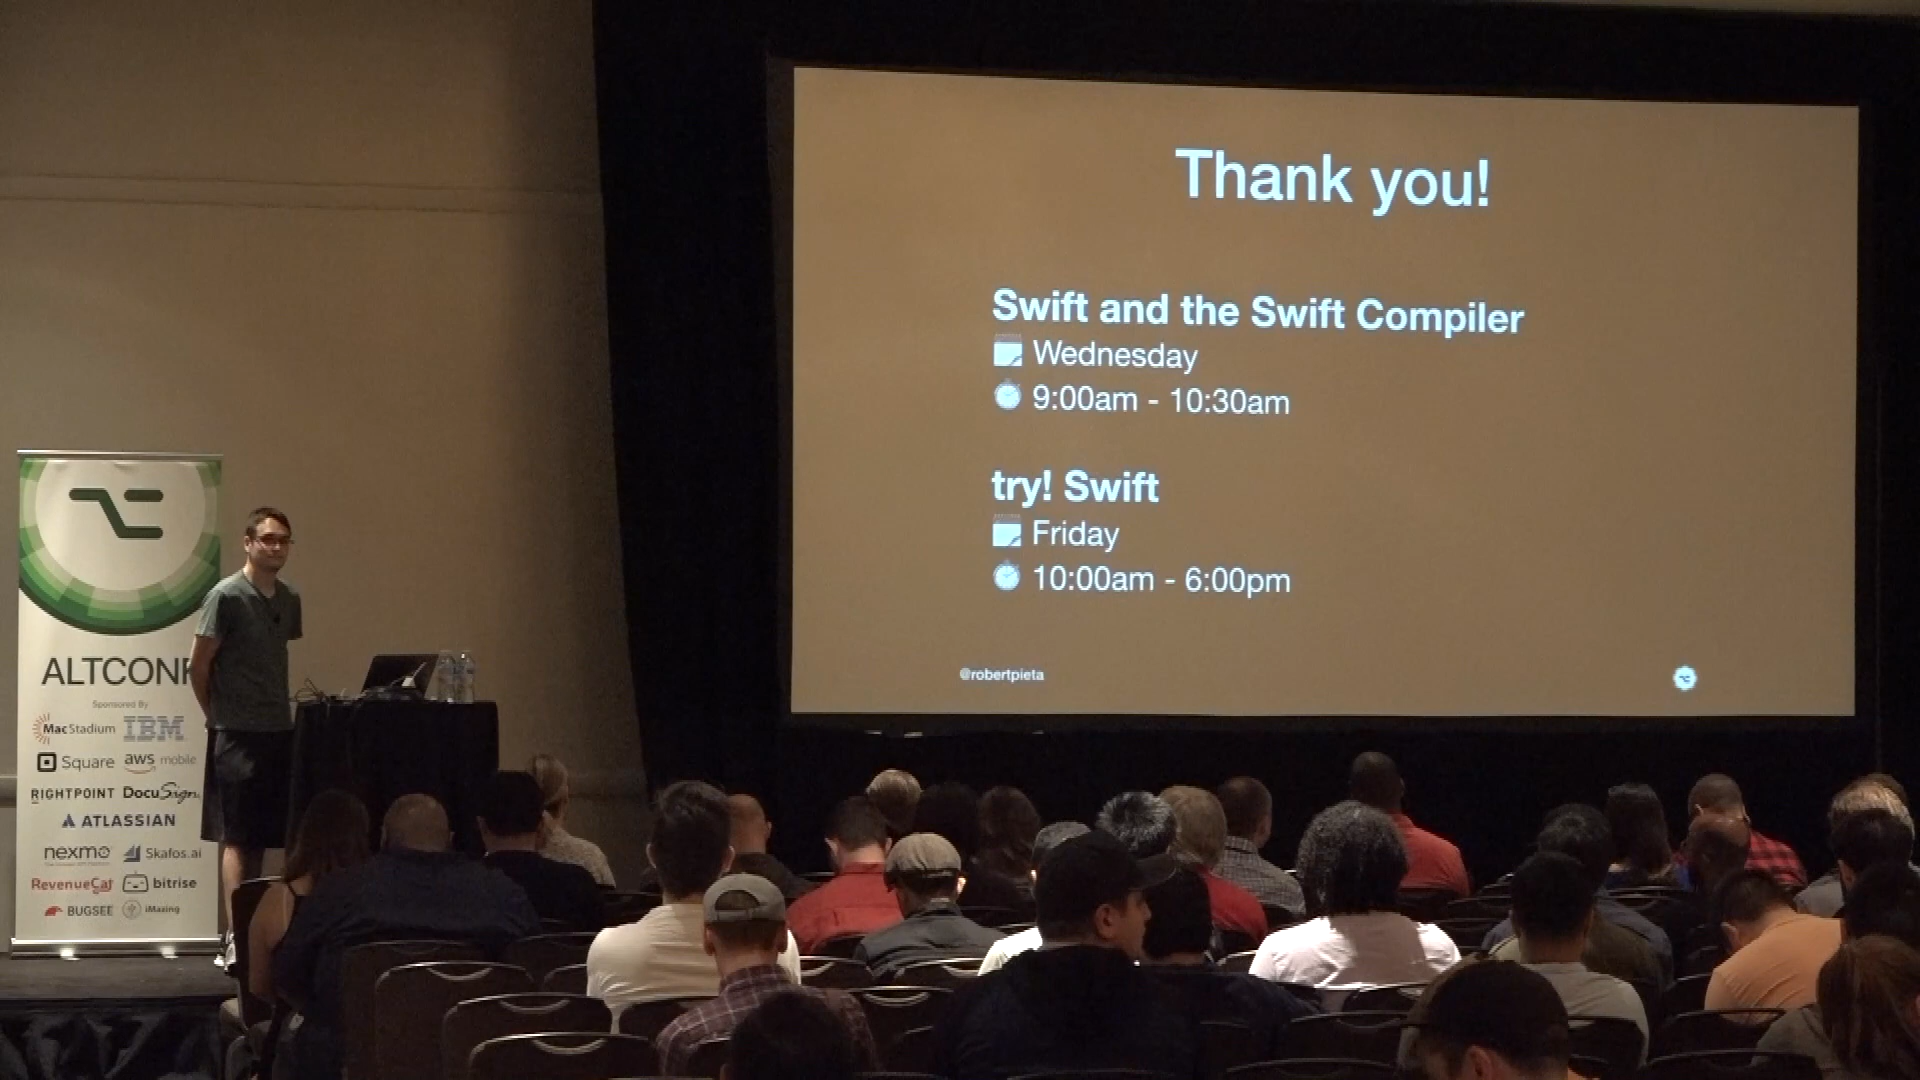 Thank you!
Swift and the Swift Compiler
Wednesday
9:00am - 10:30am
try! Swift
Friday
10:00am - 6:00pm
@robertpieta
ALTCONF
Sponsored By
MacStadium IBM
Square aws mobile
RIGHTPOINT DocuSign
ATLASSIAN
nexmo Skafos.ai
RevenueCat bitrise
BUGSEE iMazing